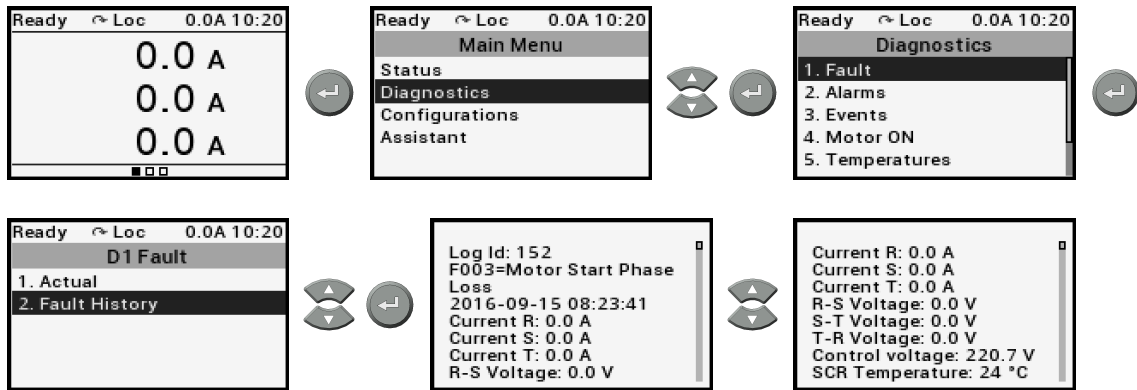 Ready Loc 0.0A 10:20
0.0 A
0.0 A
0.0 A
Ready Loc 0.0A 10:20
Main Menu
Status
Diagnostics
Configurations
Assistant
Ready Loc 0.0A 10:20
Diagnostics
1. Fault
2. Alarms
3. Events
4. Motor ON
5. Temperatures
Ready Loc 0.0A 10:20
D1 Fault
1. Actual
2. Fault History
Log Id: 152
F003=Motor Start Phase
Loss
2016-09-15 08:23:41
Current R: 0.0 A
Current S: 0.0 A
Current T: 0.0 A
R-S Voltage: 0.0 V
Current R: 0.0 A
Current S: 0.0 A
Current T: 0.0 A
R-S Voltage: 0.0 V
S-T Voltage: 0.0 V
T-R Voltage: 0.0 V
Control voltage: 220.7 V
SCR Temperature: 24 °C